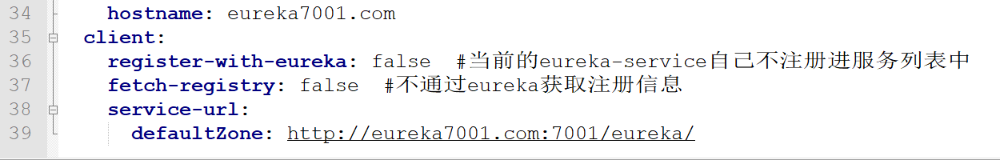 34 hostname: eureka7001.com
35 client:
36 register-with-eureka: false #当前的eureka-service自己不注册进服务列表中
37 fetch-registry: false #不通过eureka获取注册信息
38 service-url:
39 defaultZone: http://eureka7001.com:7001/eureka/